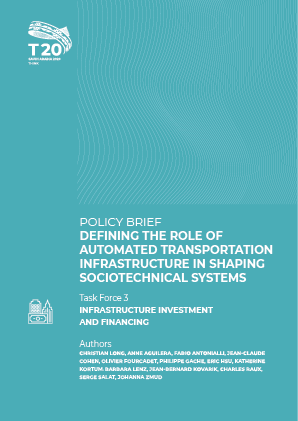 T20
SAUDI ARABIA 2020
POLICY BRIEF
DEFINING THE ROLE OF
AUTOMATED TRANSPORTATION
INFRASTRUCTURE IN SHAPING
SOCIOTECHNICAL SYSTEMS
Task Force 3
INFRASTRUCTURE INVESTMENT
AND FINANCING
Authors
CHRISTIAN LONG, ANNE AGUILERA, FABIO ANTONIALLI, JEAN-CLAUDE
COHEN, OLIVIER FOURCADET, PHILIPPE GACHE, ERIC HSU, KATHERINE
KORTUM, BARBARA LENZ, JEAN-BERNARD KOVARIK, CHARLES RAUX,
SERGE SALAT, JOHANNA ZMUD